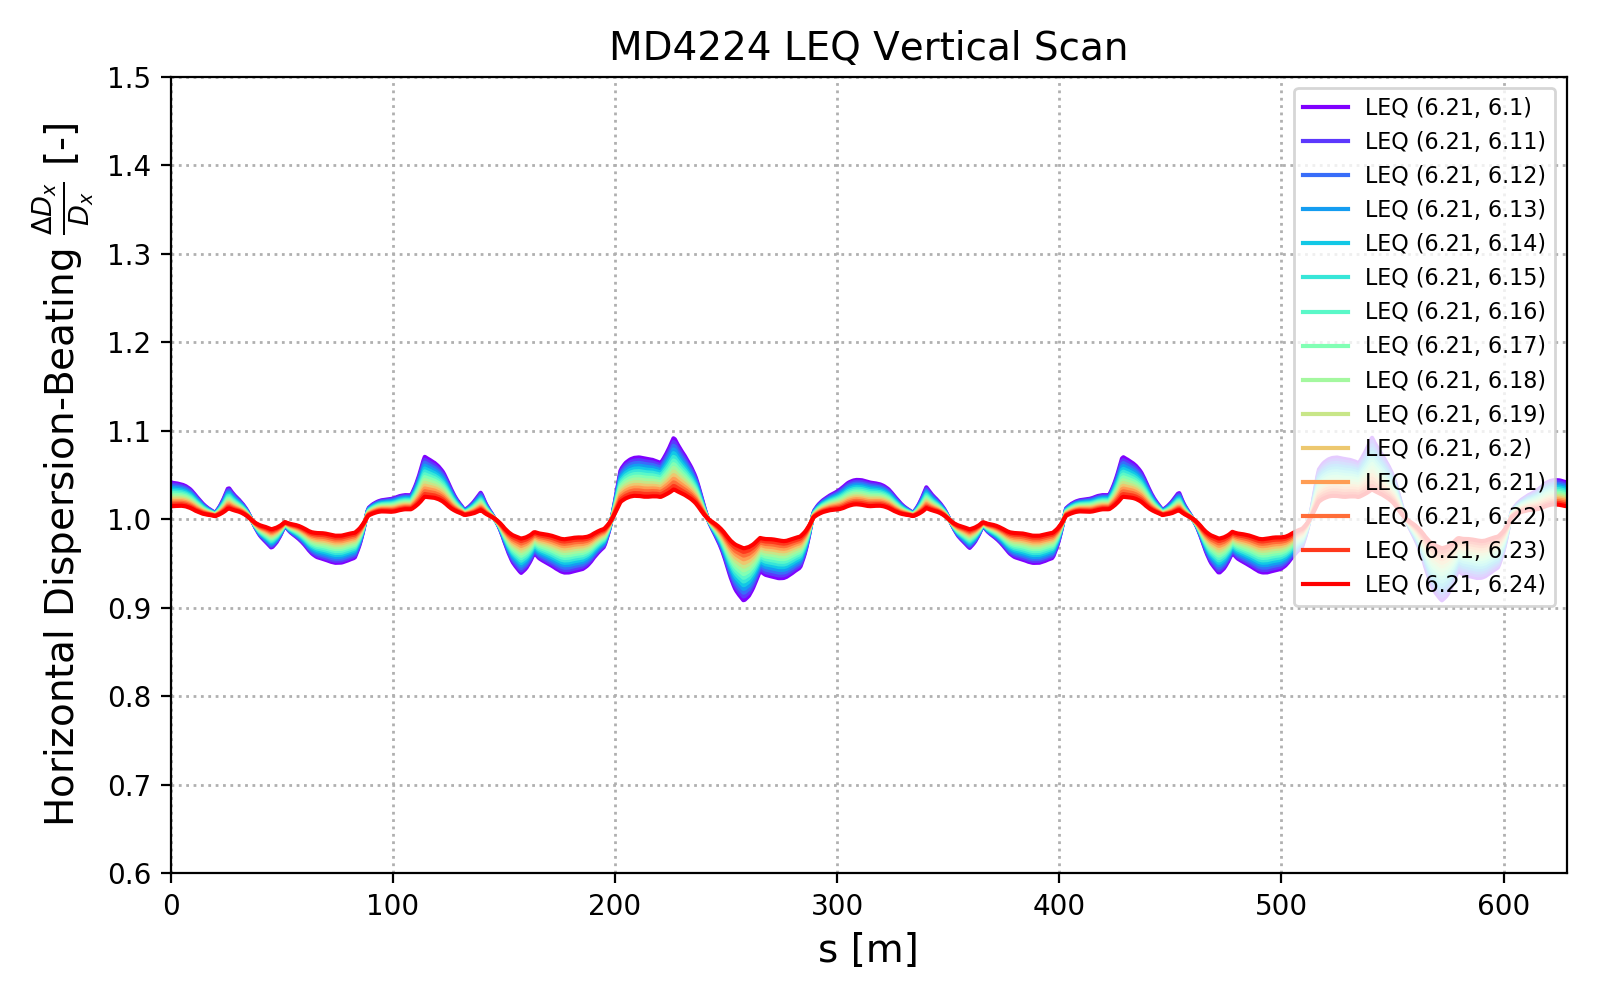 MD4224 LEQ Vertical Scan
Horizontal Dispersion-Beating ΔD_x/D_x [-]
1.5
1.4
1.3
1.2
1.1
1.0
0.9
0.8
0.7
0.6
0 100 200 300 400 500 600
s [m]
LEQ (6.21, 6.1)
LEQ (6.21, 6.11)
LEQ (6.21, 6.12)
LEQ (6.21, 6.13)
LEQ (6.21, 6.14)
LEQ (6.21, 6.15)
LEQ (6.21, 6.16)
LEQ (6.21, 6.17)
LEQ (6.21, 6.18)
LEQ (6.21, 6.19)
LEQ (6.21, 6.2)
LEQ (6.21, 6.21)
LEQ (6.21, 6.22)
LEQ (6.21, 6.23)
LEQ (6.21, 6.24)